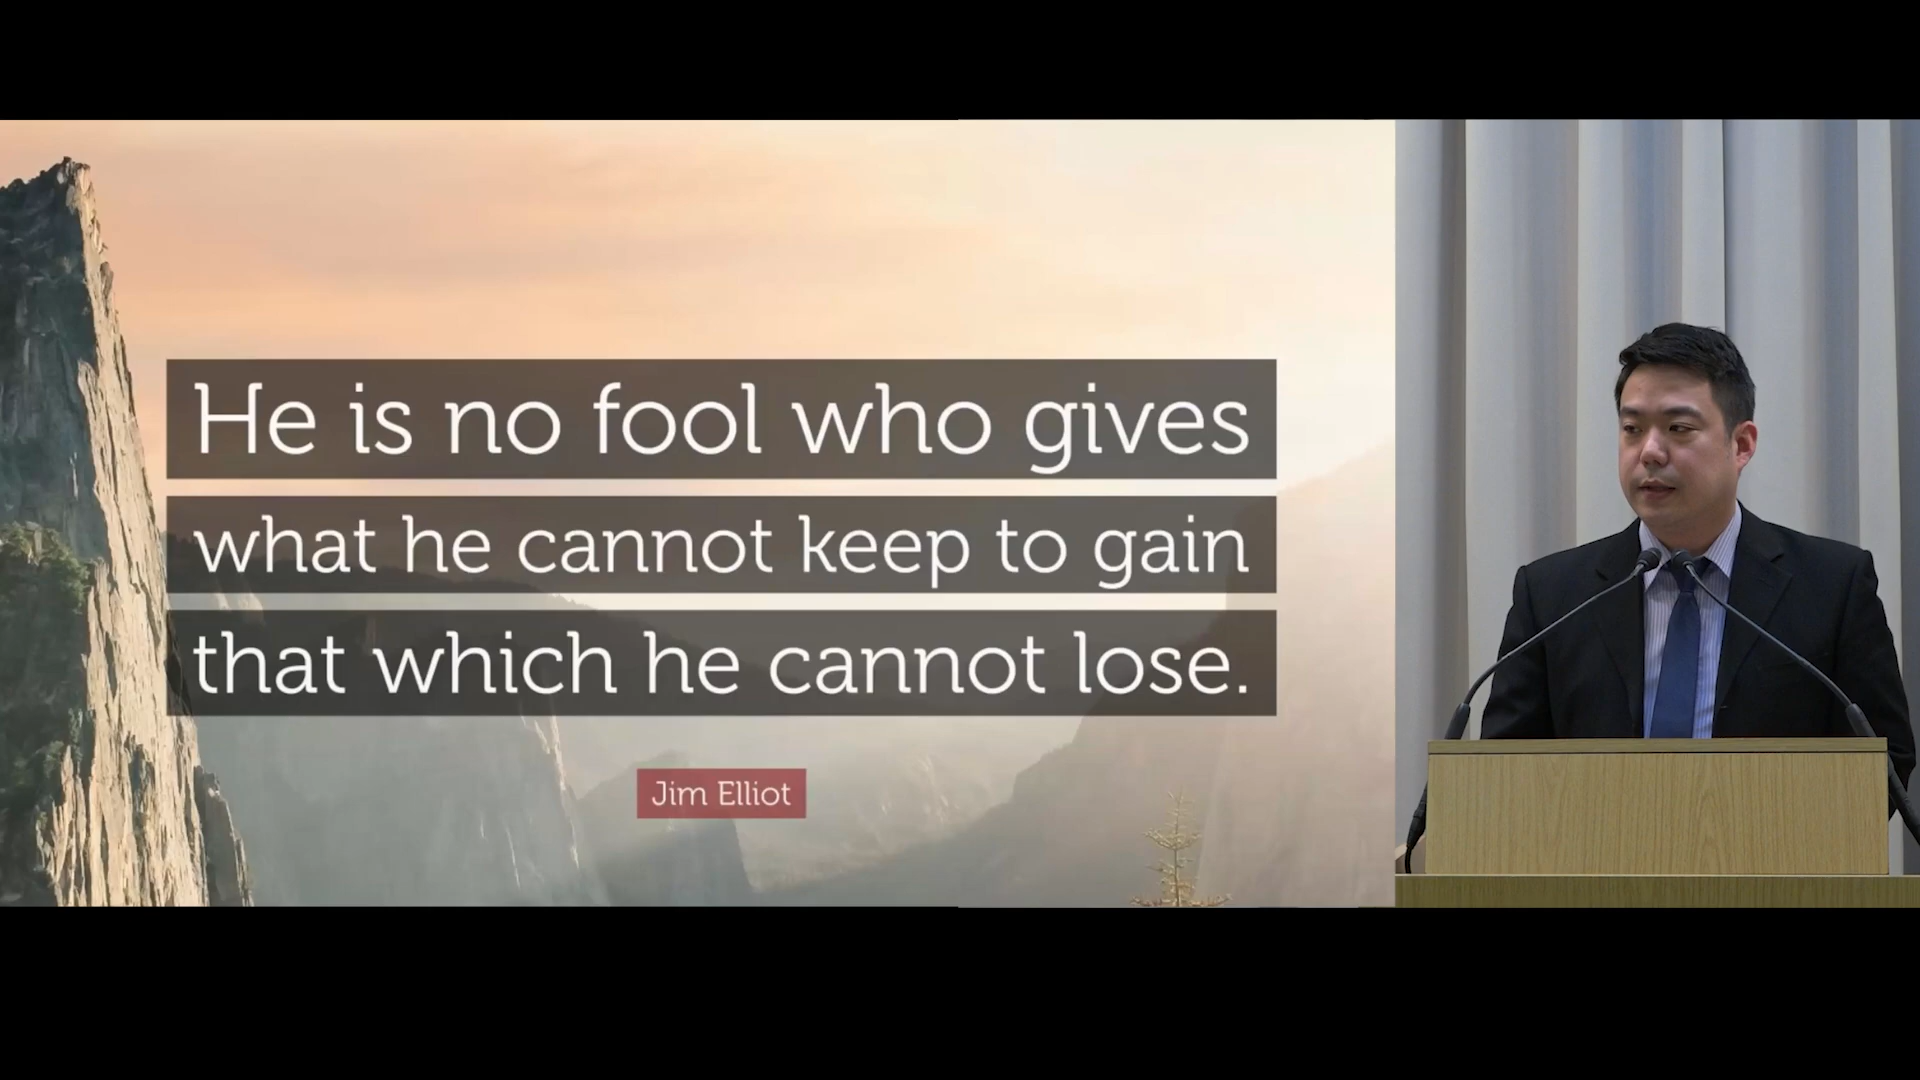 He is no fool who gives
what he cannot keep to gain
that which he cannot lose.
Jim Elliot